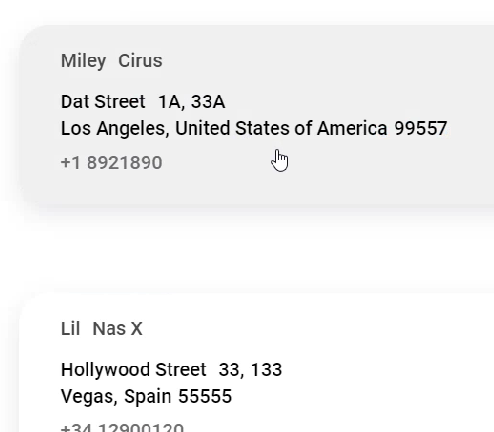 Miley Cirus
Dat Street 1A, 33A
Los Angeles, United States of America 99557
+1 8921890
Lil Nas X
Hollywood Street 33, 133
Vegas, Spain 55555
+34 12900120